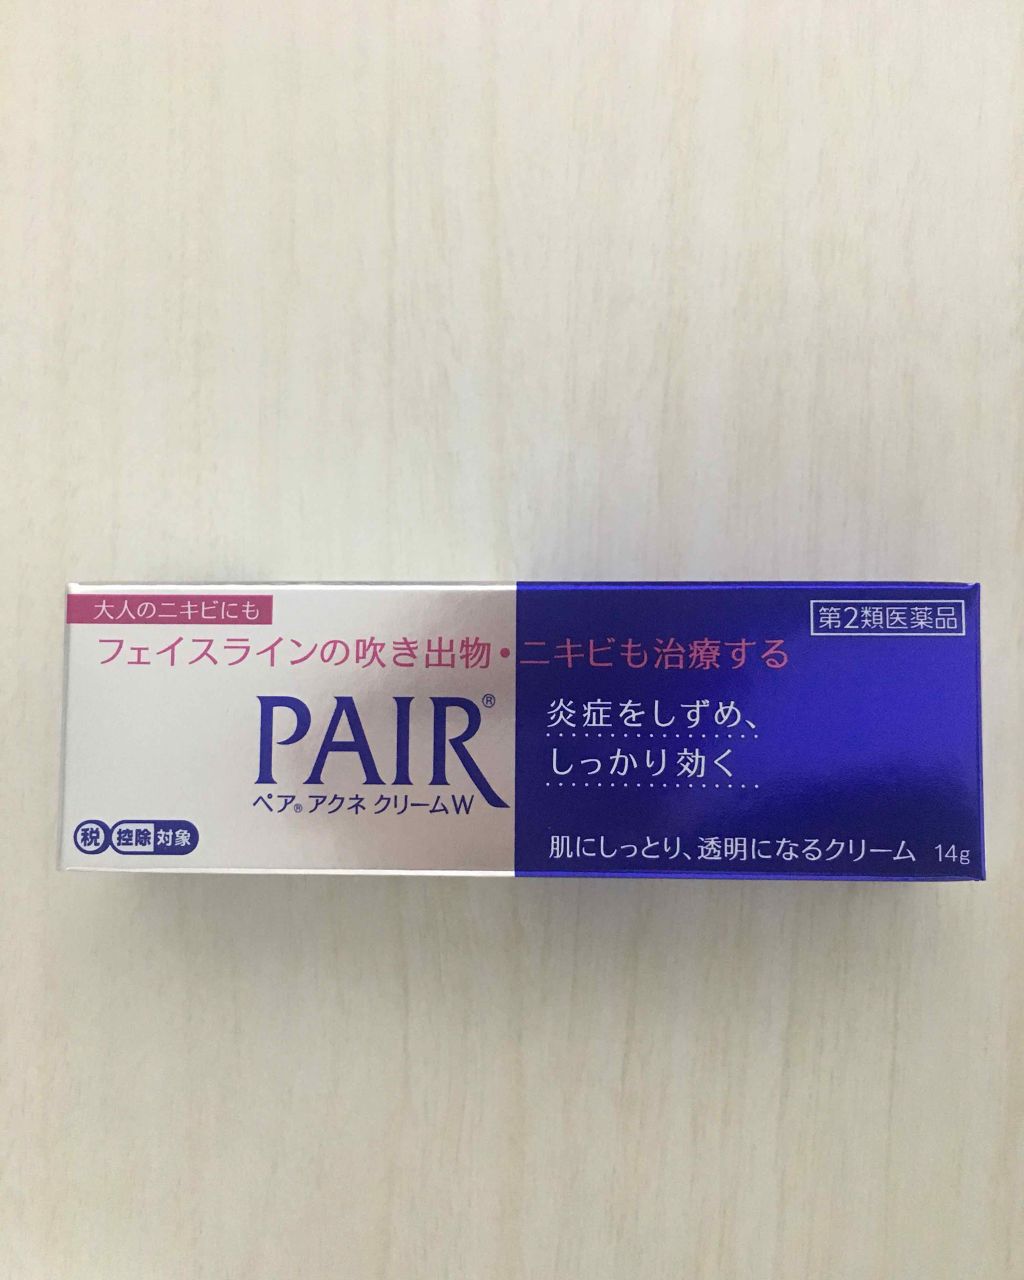 大人のニキビにも
フェイスラインの吹き出物・ニキビも治療する
第2類医薬品
PAIR®
ペア®アクネ クリームW
炎症をしずめ、
しっかり効く
税 控除対象
肌にしっとり、透明になるクリーム 14g